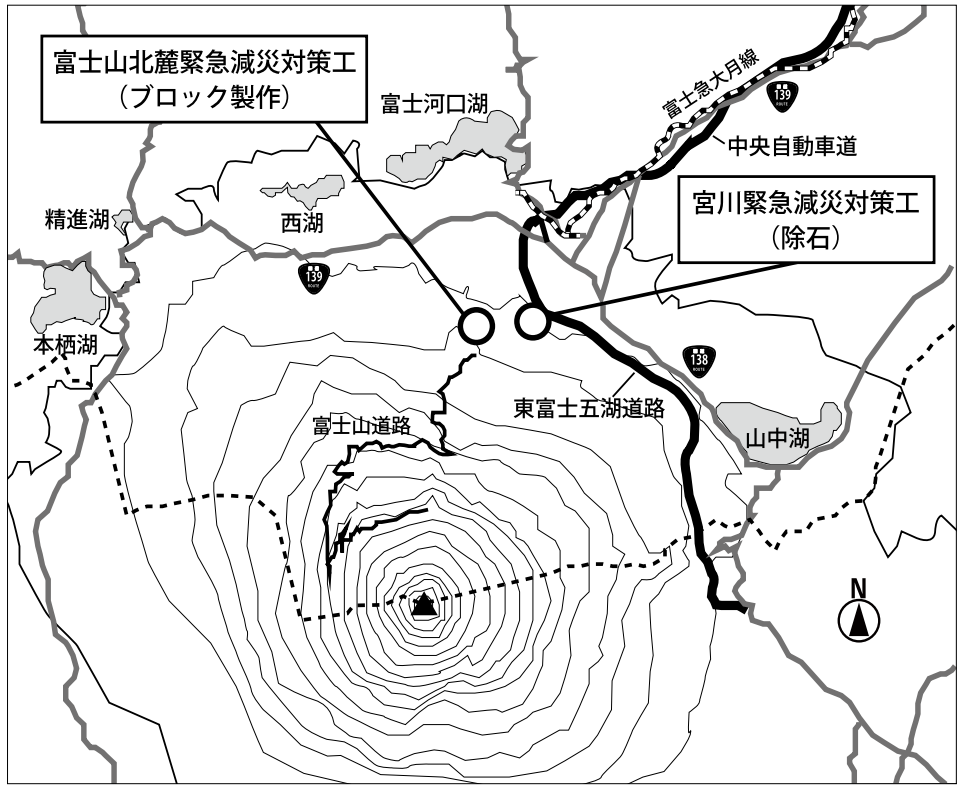 富士山北麓緊急減災対策工
（ブロック製作）
富士河口湖
富士急大月線
139
ROUTE
中央自動車道
宮川緊急減災対策工
（除石）
精進湖
西湖
139
ROUTE
本栖湖
138
ROUTE
東富士五湖道路
富士山道路
山中湖
N